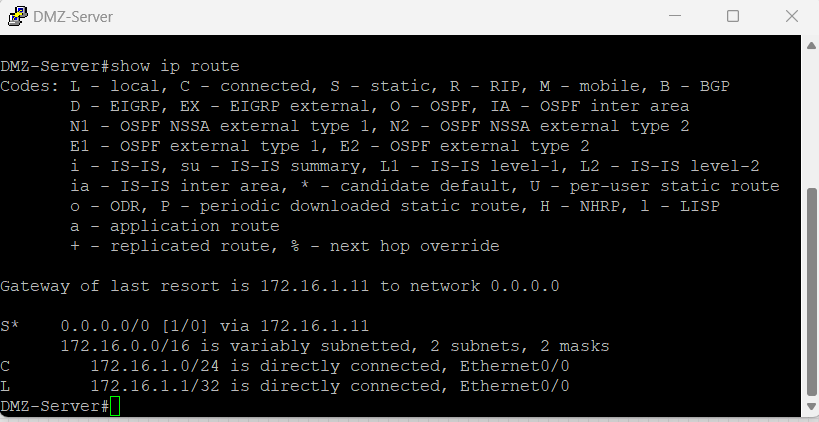 DMZ-Server
DMZ-Server#show ip route
Codes: L - local, C - connected, S - static, R - RIP, M - mobile, B - BGP
       D - EIGRP, EX - EIGRP external, O - OSPF, IA - OSPF inter area
       N1 - OSPF NSSA external type 1, N2 - OSPF NSSA external type 2
       E1 - OSPF external type 1, E2 - OSPF external type 2
       i - IS-IS, su - IS-IS summary, L1 - IS-IS level-1, L2 - IS-IS level-2
       ia - IS-IS inter area, * - candidate default, U - per-user static route
       o - ODR, P - periodic downloaded static route, H - NHRP, l - LISP
       a - application route
       + - replicated route, % - next hop override
Gateway of last resort is 172.16.1.11 to network 0.0.0.0
S*    0.0.0.0/0 [1/0] via 172.16.1.11
      172.16.0.0/16 is variably subnetted, 2 subnets, 2 masks
C        172.16.1.0/24 is directly connected, Ethernet0/0
L        172.16.1.1/32 is directly connected, Ethernet0/0
DMZ-Server#